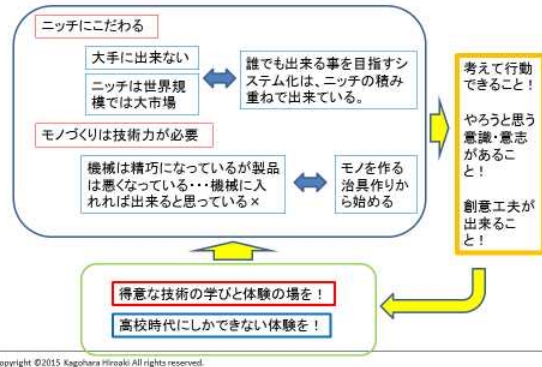 ニッチにこだわる
大手に出来ない
ニッチは世界規
模では大市場
誰でも出来る事を目指すシ
ステム化は、ニッチの積み
重ねで出来ている。
モノづくりは技術力が必要
機械は精巧になっているが製品
は悪くなっている・・・機械に入
れれば出来ると思っている×
モノを作る
治具作りか
ら始める
考えて行動
できること！
やろうと思う
意識・意志
があるこ
と！
創意工夫が
出来るこ
と！
得意な技術の学びと体験の場を！
高校時代にしかできない体験を！
opyright ©2015 Kagohara Hiroaki All rights reserved.